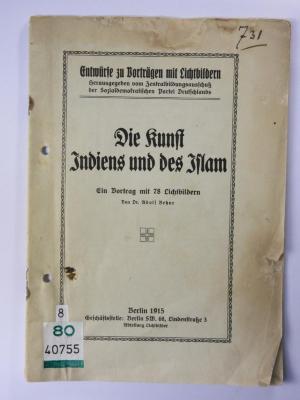 731
Entwürfe zu Vorträgen mit Lichtbildern
Herausgegeben vom Zentralbildungsausschuß
der Sozialdemokratischen Partei Deutschlands
Die Kunst
Indiens und des Islam
Ein Vortrag mit 78 Lichtbildern
Von Dr. Adolf Behne
Berlin 1915
Geschäftsstelle: Berlin SW. 68, Lindenstraße 3
Abteilung Lichtbilder
8
80
40755